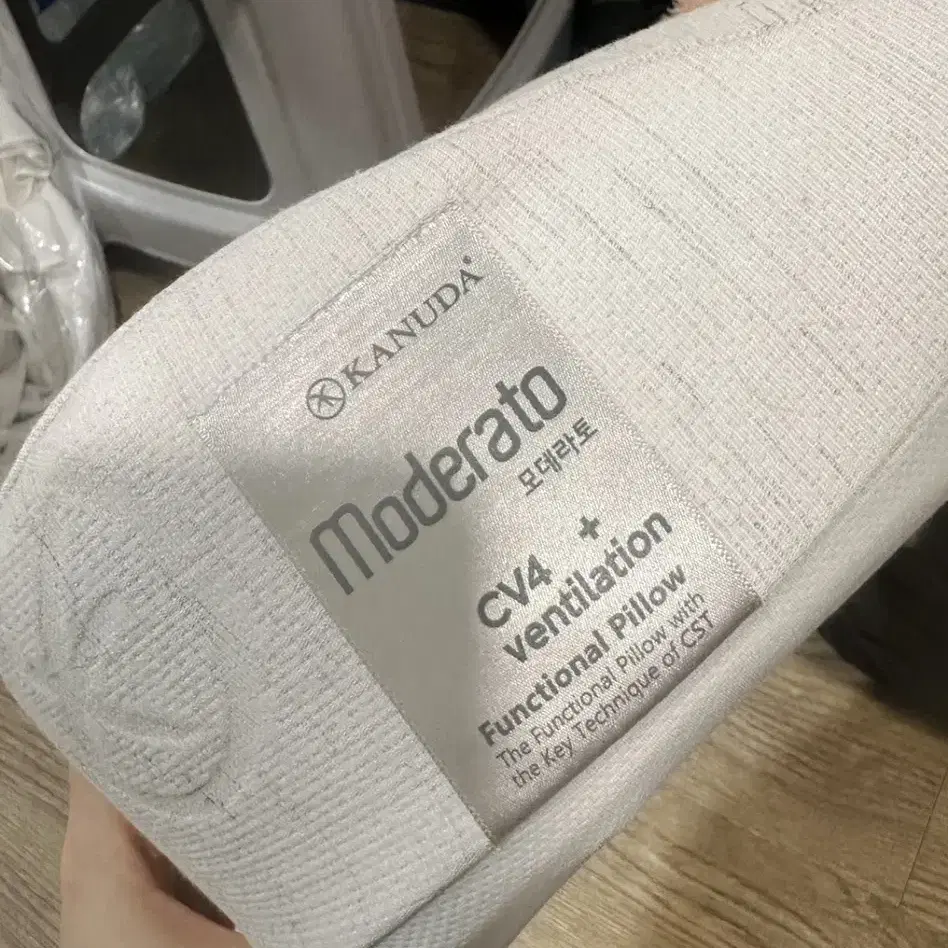 KANUDA®
Moderato
모데라토
CV4 +
ventilation
Functional Pillow
The Functional Pillow with
the Key Technique of CST